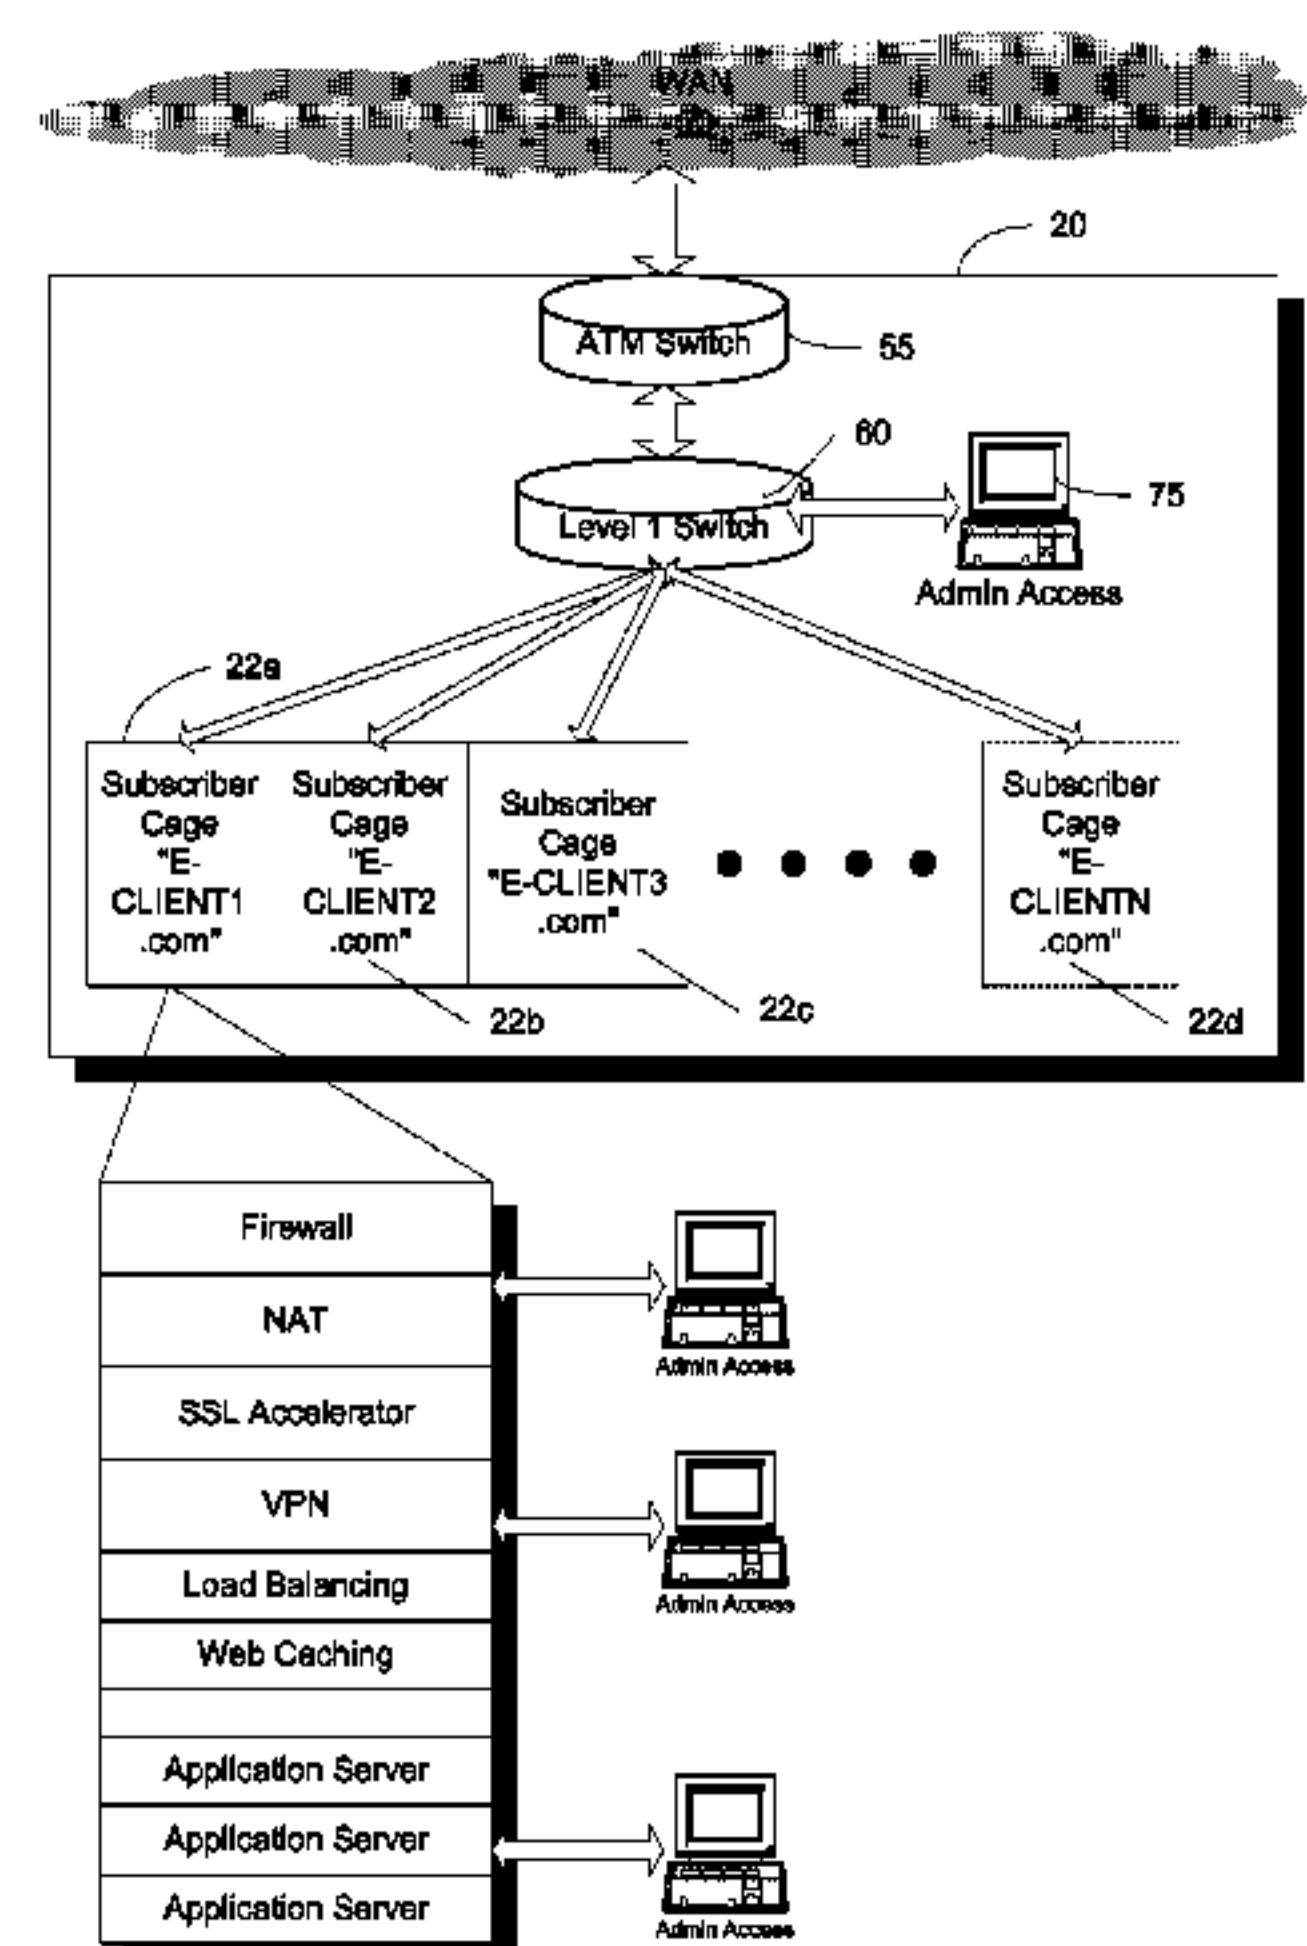 WAN
20
ATM Switch
55
60
Level 1 Switch
75
Admin Access
22a
Subscriber
Cage
"E-
CLIENT1
.com"
Subscriber
Cage
"E-
CLIENT2
.com"
Subscriber
Cage
"E-CLIENT3
.com"
Subscriber
Cage
"E-
CLIENTN
.com"
22b
22c
22d
Firewall
NAT
Admin Access
SSL Accelerator
VPN
Load Balancing
Admin Access
Web Caching
Application Server
Application Server
Application Server
Admin Access